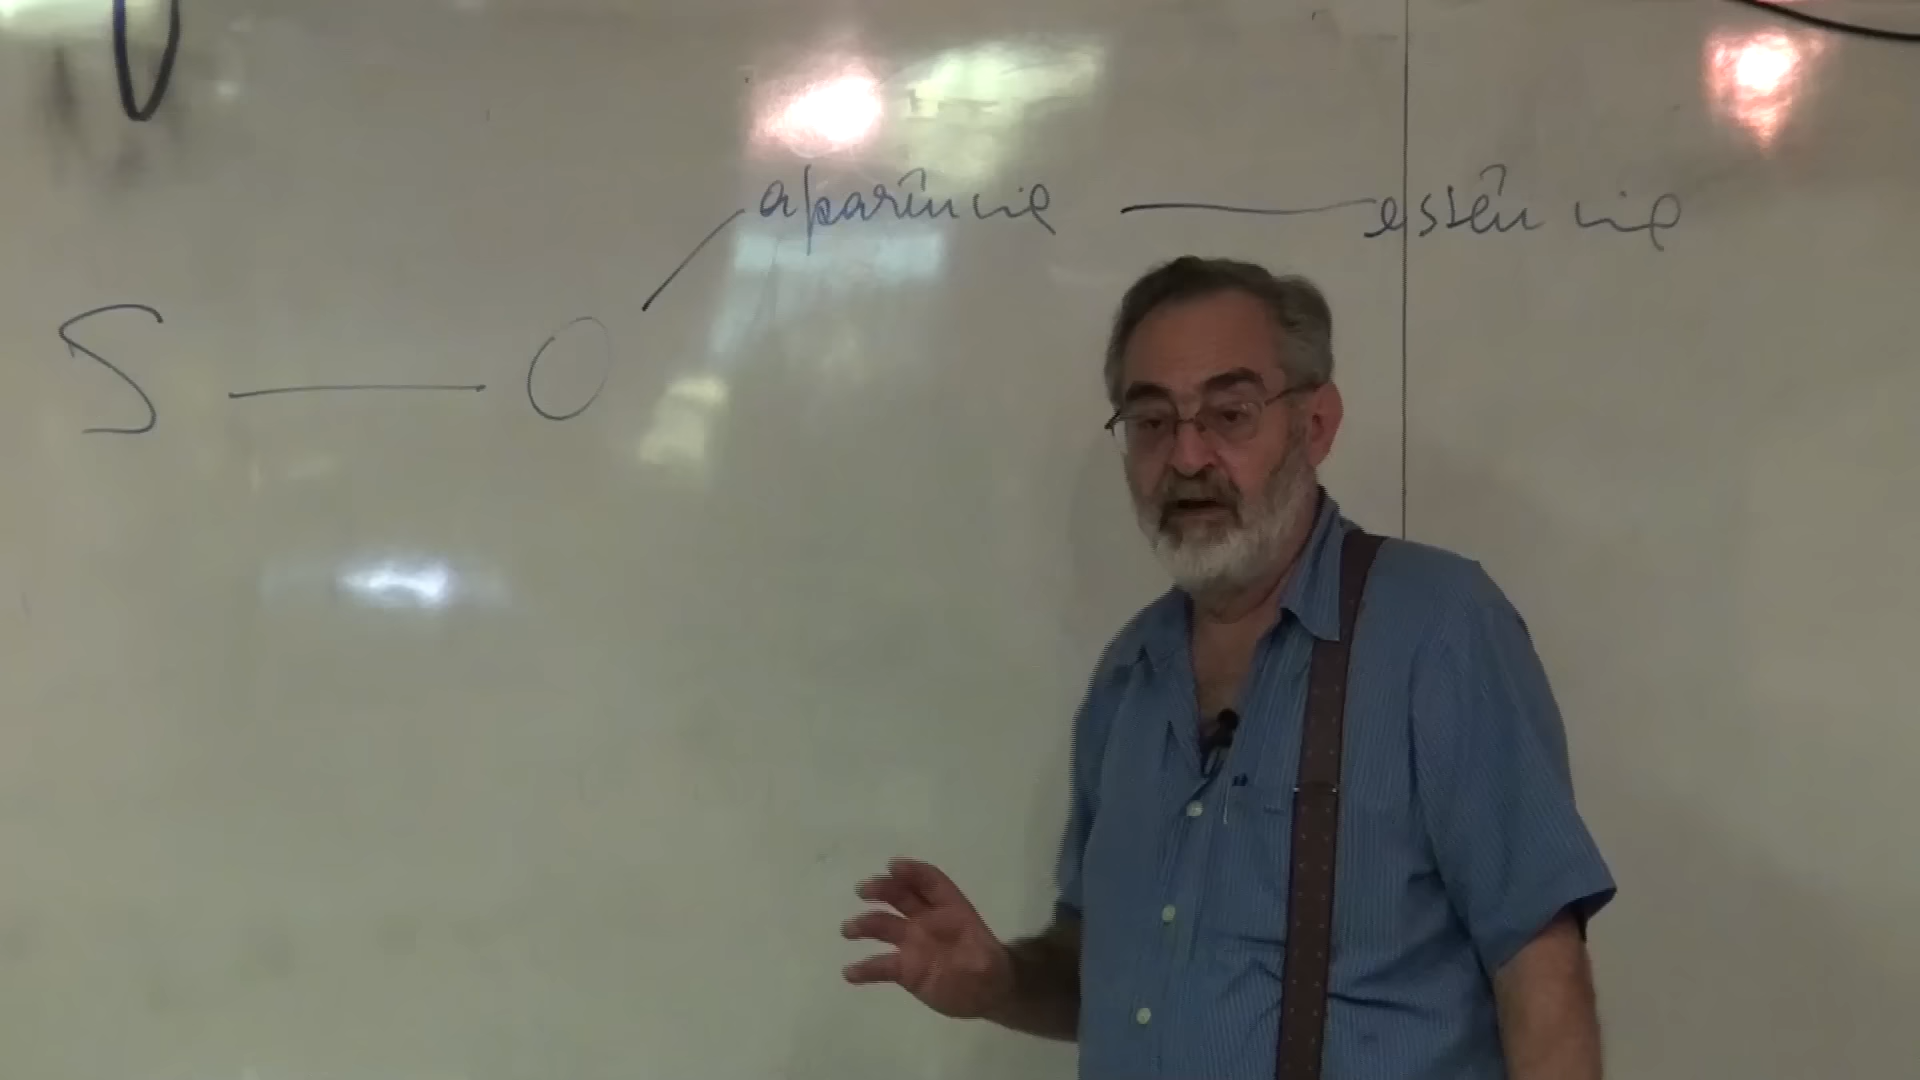 aparência — essência
S — O